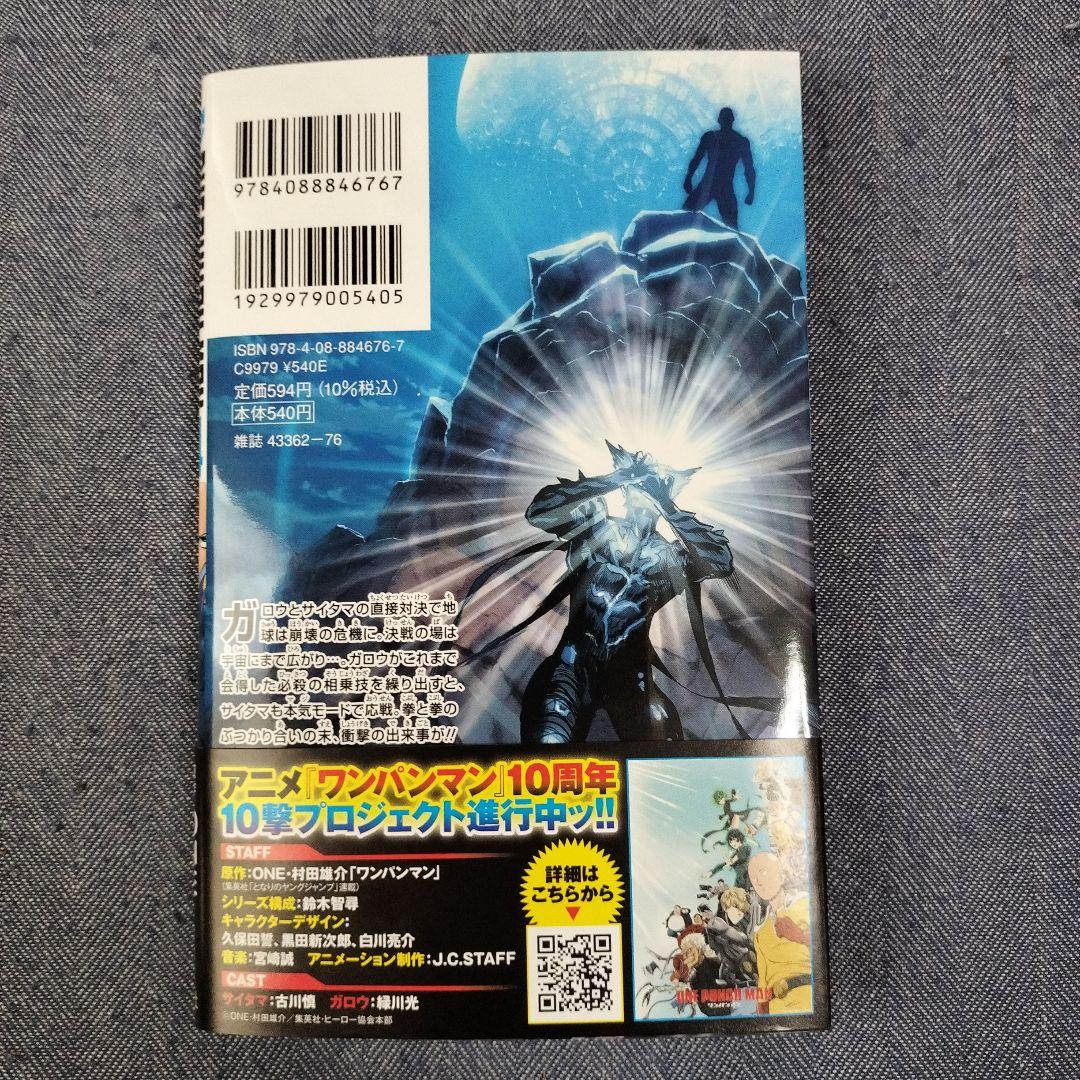 9784088846767
1929979005405
ISBN 978-4-08-884676-7
C9979 ¥540E
定価594円(10%税込)
本体540円
雑誌 43362-76
ガロウとサイタマの直接対決で地
球は崩壊の危機に。決戦の場は
宇宙にまで広がり…。ガロウがこれまで
会得した必殺の相乗技を繰り出すと、
サイタマも本気モードで応戦。拳と拳の
ぶつかり合いの末、衝撃の出来事が!!
アニメ『ワンパンマン』10周年
10撃プロジェクト進行中ッ!!
STAFF
原作:ONE・村田雄介「ワンパンマン」
(集英社「となりのヤングジャンプ」連載)
シリーズ構成:鈴木智尋
キャラクターデザイン:
久保田誓、黒田新次郎、白川亮介
音楽:宮崎誠 アニメーション制作:J.C.STAFF
CAST
サイタマ:古川慎 ガロウ:緑川光
©ONE・村田雄介/集英社・ヒーロー協会本部
詳細は
こちらから
ONE PUNCH MAN